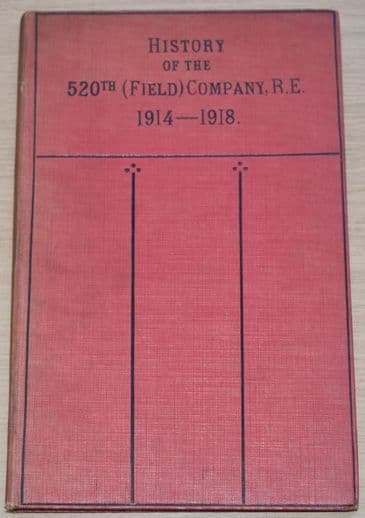 HISTORY
OF THE
520TH (FIELD) COMPANY, R.E.
1914—1918.